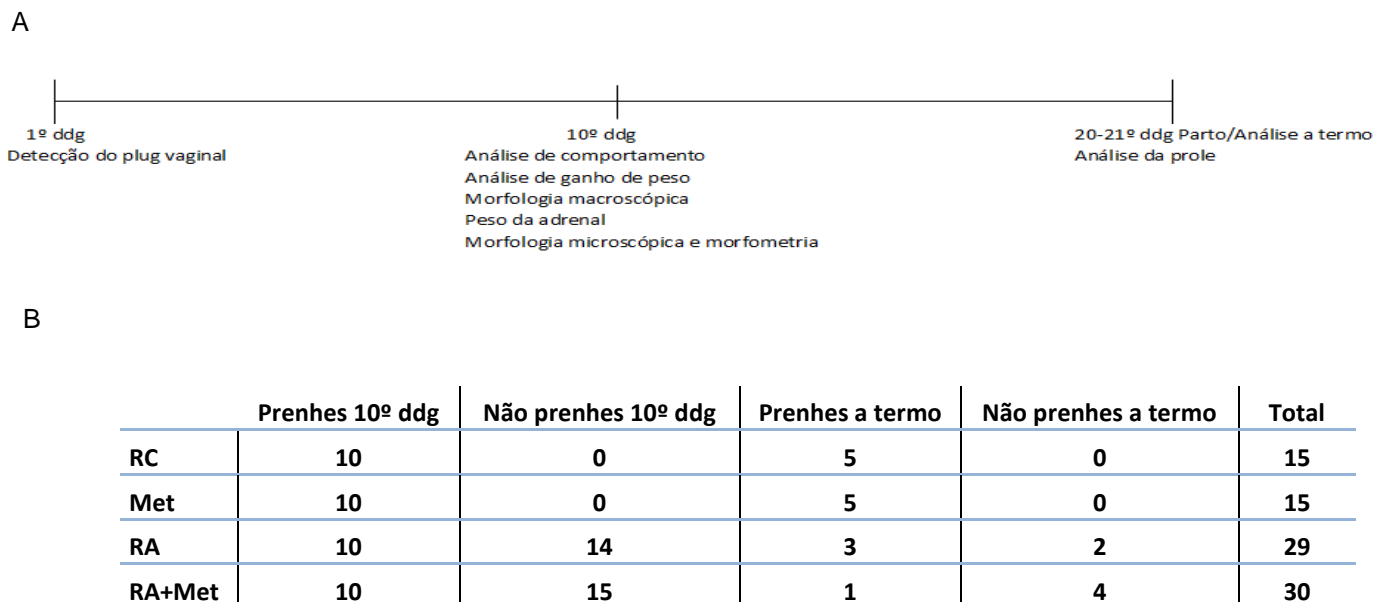 A
1º ddg
Detecção do plug vaginal
10º ddg
Análise de comportamento
Análise de ganho de peso
Morfologia macroscópica
Peso da adrenal
Morfologia microscópica e morfometria
20-21º ddg Parto/Análise a termo
Análise da prole
B
Prenhes 10º ddg Não prenhes 10º ddg Prenhes a termo Não prenhes a termo Total
RC 10 0 5 0 15
Met 10 0 5 0 15
RA 10 14 3 2 29
RA+Met 10 15 1 4 30